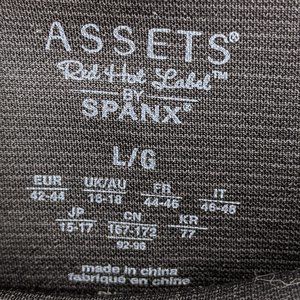 ASSETS®
Red Hot Label™
BY
SPANX®
L/G
EUR UK/AU FR IT
42-44 16-18 44-46 46-48
JP CN KR
15-17 167-172 77
92-98
made in china
fabriqué en chine